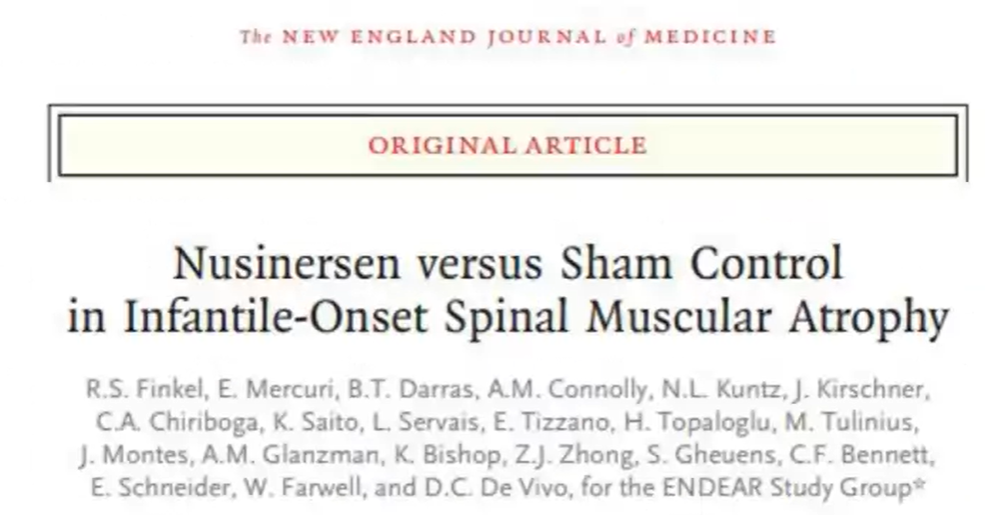 The NEW ENGLAND JOURNAL of MEDICINE
ORIGINAL ARTICLE
Nusinersen versus Sham Control
in Infantile-Onset Spinal Muscular Atrophy
R.S. Finkel, E. Mercuri, B.T. Darras, A.M. Connolly, N.L. Kuntz, J. Kirschner,
C.A. Chiriboga, K. Saito, L. Servais, E. Tizzano, H. Topaloglu, M. Tulinius,
J. Montes, A.M. Glanzman, K. Bishop, Z.J. Zhong, S. Gheuens, C.F. Bennett,
E. Schneider, W. Farwell, and D.C. De Vivo, for the ENDEAR Study Group*